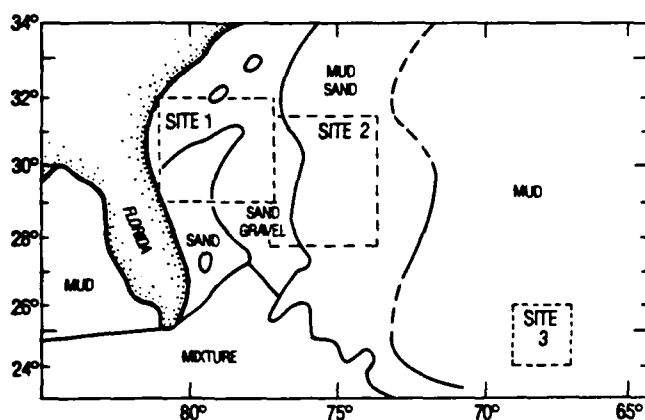 34°
32°
30°
28°
26°
24°
80°
75°
70°
65°
SITE 1
MUD
SAND
SITE 2
MUD
SAND
GRAVEL
SAND
FLORIDA
MUD
MIXTURE
SITE
3